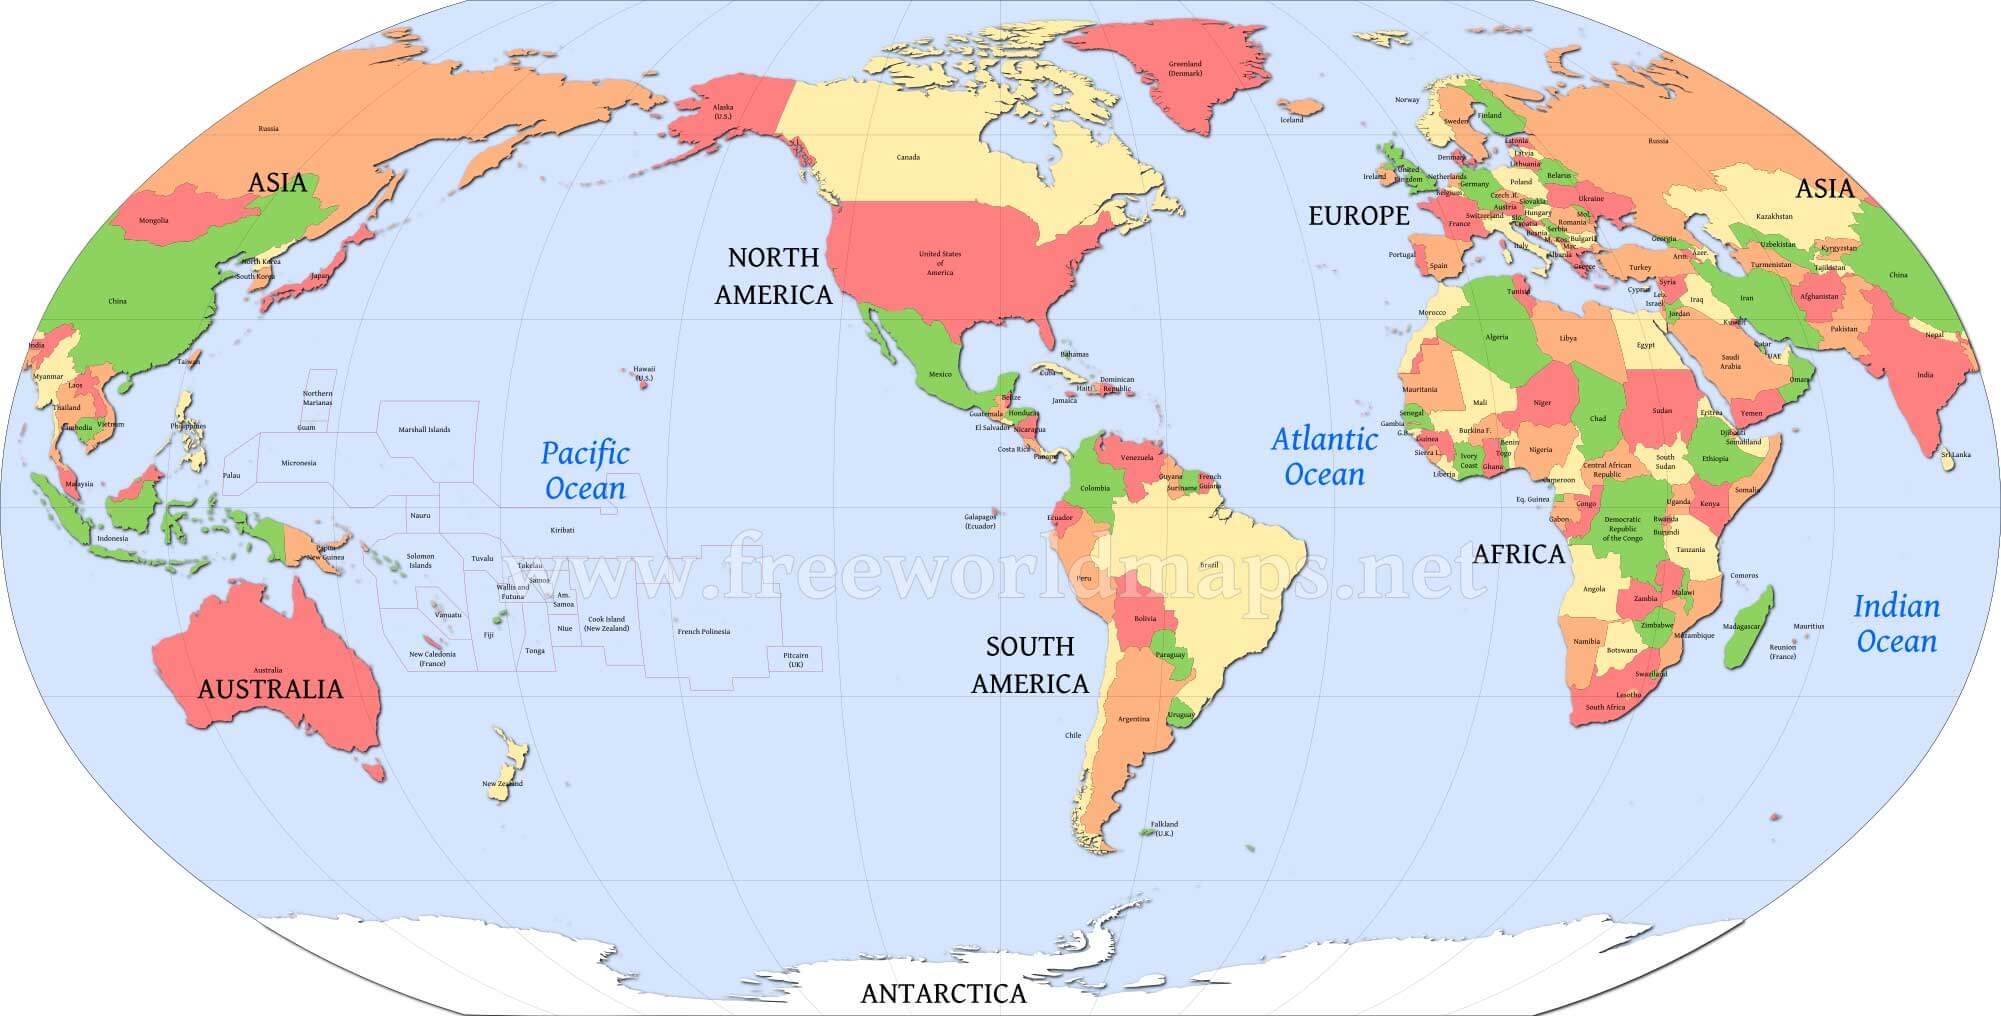 Greenland
(Denmark)
Iceland
Norway
Sweden
Finland
Russia
Alaska
(U.S.)
Russia
Canada
ASIA
Mongolia
Estonia
Latvia
Lithuania
Denmark
Ireland
United
Kingdom
Netherlands
Belgium
Germany
Poland
Belarus
Ukraine
Czech .R.
Slovakia
Austria
Hungary
Mol.
Switzerland
Slo.
Croatia
Romania
Bosnia
Serbia
M.
Kos.
Bulgaria
Mac.
Albania
Greece
Italy
France
EUROPE
ASIA
Kazakhstan
Portugal
Spain
Georgia
Arm.
Azer.
Turkey
Uzbekistan
Kyrgyzstan
Turmenistan
Tajikistan
China
North Korea
South Korea
Japan
China
NORTH
AMERICA
United States
of
America
Tunisia
Cyprus
Leb.
Israel
Syria
Jordan
Iraq
Iran
Afghanistan
Kuwait
Pakistan
Nepal
Morocco
Algeria
Libya
Egypt
Saudi
Arabia
Qatar
UAE
Oman
India
India
Myanmar
Laos
Taiwan
Thailand
Cambodia
Vietnam
Philippines
Hawaii
(U.S.)
Mexico
Bahamas
Cuba
Haiti
Dominican
Republic
Jamaica
Belize
Guatemala
Honduras
El Salvador
Nicaragua
Costa Rica
Panama
Northern
Marianas
Guam
Marshall Islands
Micronesia
Palau
Pacific
Ocean
Atlantic
Ocean
Mauritania
Mali
Niger
Chad
Sudan
Eritrea
Yemen
Senegal
Gambia
G.B.
Guinea
Sierra L.
Liberia
Ivory
Coast
Burkina F.
Ghana
Togo
Benin
Nigeria
Cameroon
Central African
Republic
South
Sudan
Djibouti
Somaliland
Ethiopia
Somalia
Sri Lanka
Malaysia
Indonesia
Papua
New Guinea
Nauru
Kiribati
Solomon
Islands
Tuvalu
Tokelau
Wallis and
Futuna
Samoa
Am.
Samoa
Vanuatu
Fiji
Niue
Cook Island
(New Zealand)
French Polinesia
New Caledonia
(France)
Tonga
Pitcairn
(UK)
Galapagos
(Ecuador)
Venezuela
Guyana
Suriname
French
Guiana
Colombia
Ecuador
Peru
Brazil
Bolivia
Paraguay
Eq. Guinea
Gabon
Congo
Democratic
Republic
of the Congo
Uganda
Kenya
Rwanda
Burundi
Tanzania
AFRICA
www.freeworldmaps.net
Angola
Zambia
Malawi
Comoros
Zimbabwe
Mozambique
Madagascar
Mauritius
Reunion
(France)
Namibia
Botswana
Swaziland
Lesotho
South Africa
Indian
Ocean
Australia
AUSTRALIA
SOUTH
AMERICA
Argentina
Uruguay
Chile
New Zealand
Falkland
(U.K.)
ANTARCTICA